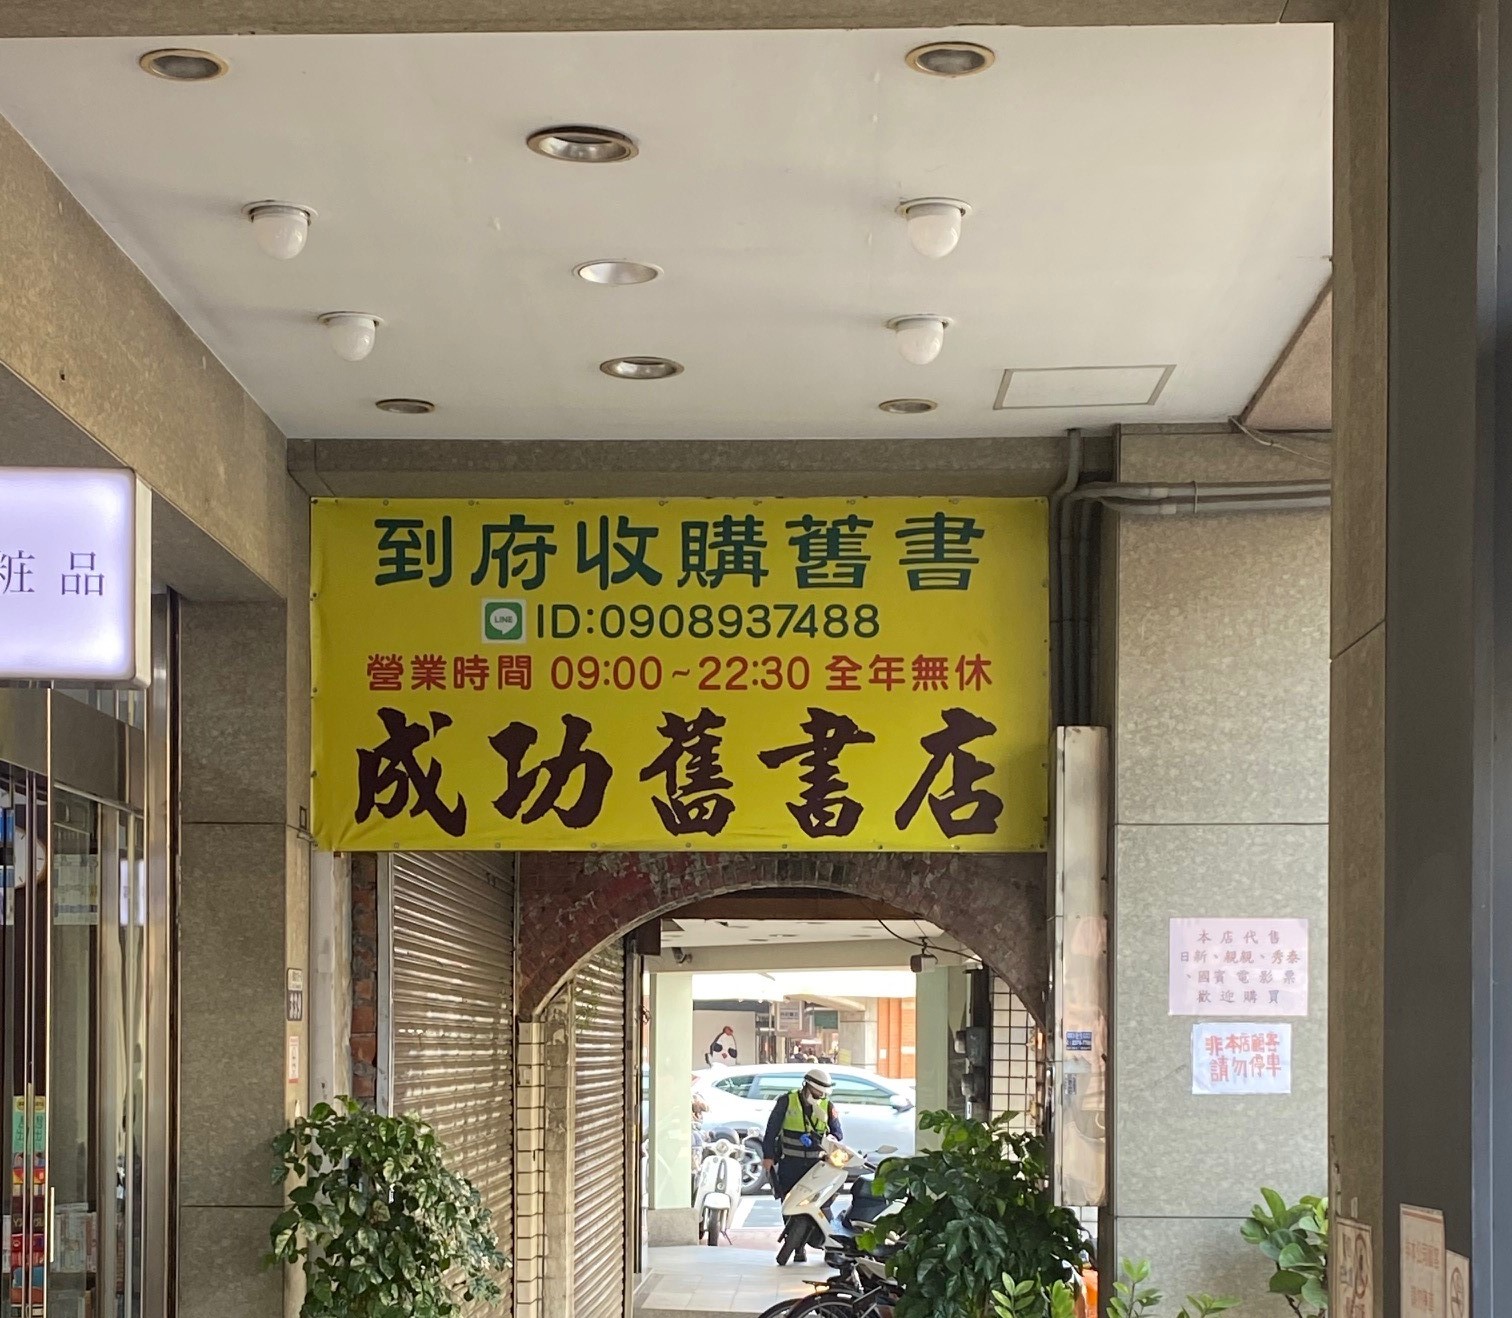 到府收購舊書
LINE ID:0908937488
營業時間 09:00~22:30 全年無休
成功舊書店
粧品
本店代售
日新、親親、秀泰
、國賓電影票
歡迎購買
非本店顧客
請勿停車